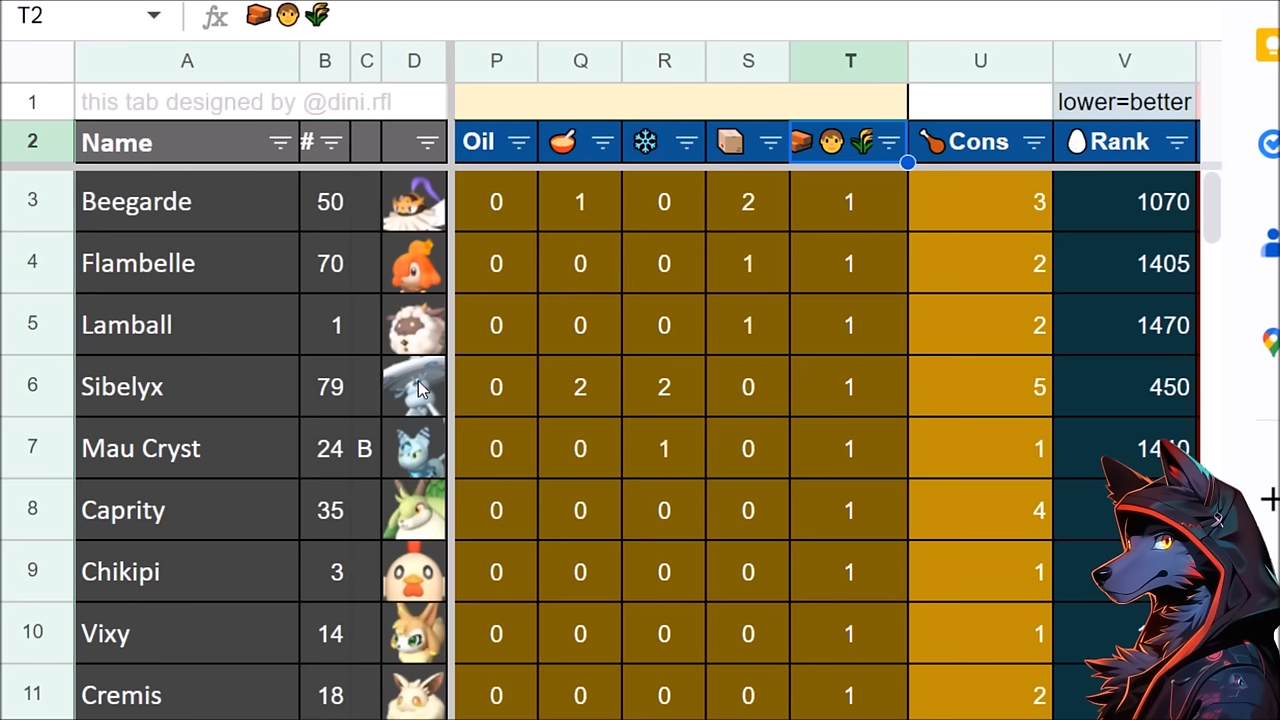 T2 fx 🧱👨🌾
A B C D P Q R S T U V
1 this tab designed by @dini.rfl lower=better
2 Name # Oil 🥣 ❄ 📦 🧱👨🌾 🍗Cons 🥚Rank
3 Beegarde 50 0 1 0 2 1 3 1070
4 Flambelle 70 0 0 0 1 1 2 1405
5 Lamball 1 0 0 0 1 1 2 1470
6 Sibelyx 79 0 2 2 0 1 5 450
7 Mau Cryst 24 B 0 0 1 0 1 1
8 Caprity 35 0 0 0 0 1 4
9 Chikipi 3 0 0 0 0 1 1
10 Vixy 14 0 0 0 0 1 1
11 Cremis 18 0 0 0 0 1 2